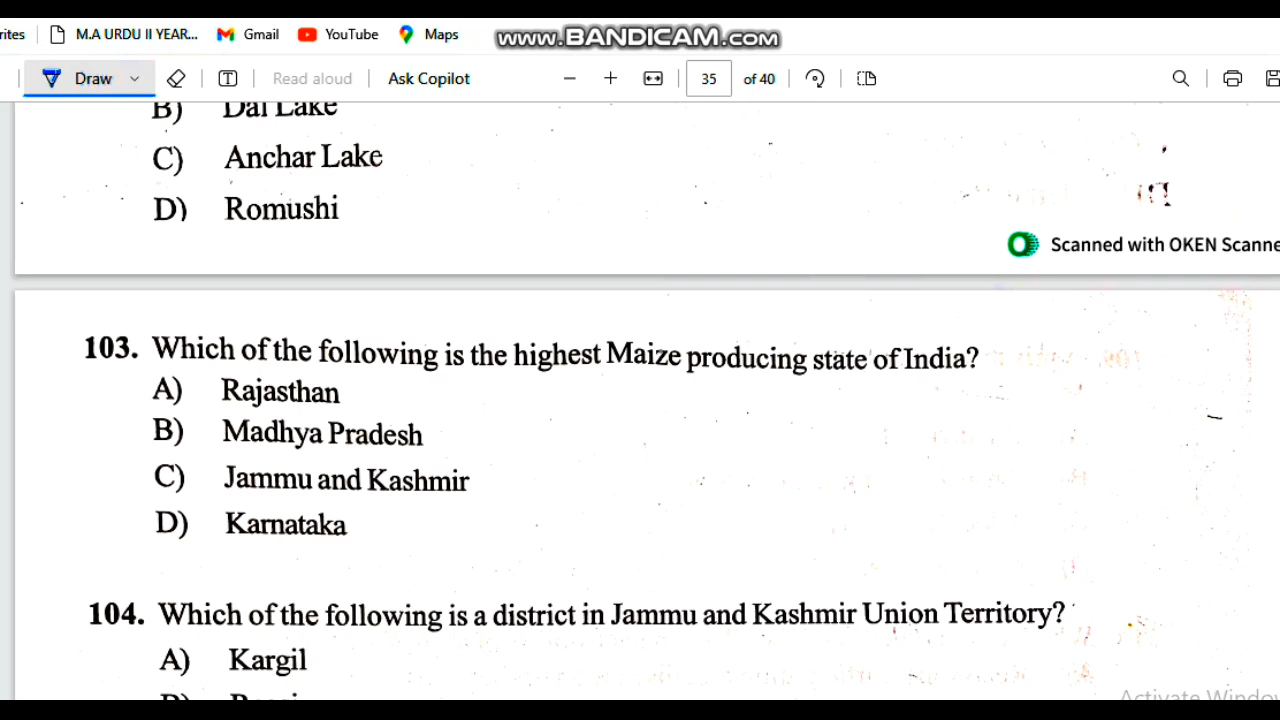 rites M.A URDU II YEAR... Gmail YouTube Maps www.BANDICAM.com
Draw Read aloud Ask Copilot 35 of 40
B) Dal Lake
C) Anchar Lake
D) Romushi
Scanned with OKEN Scanne
103. Which of the following is the highest Maize producing state of India?
A) Rajasthan
B) Madhya Pradesh
C) Jammu and Kashmir
D) Karnataka
104. Which of the following is a district in Jammu and Kashmir Union Territory?
A) Kargil
Activate Window